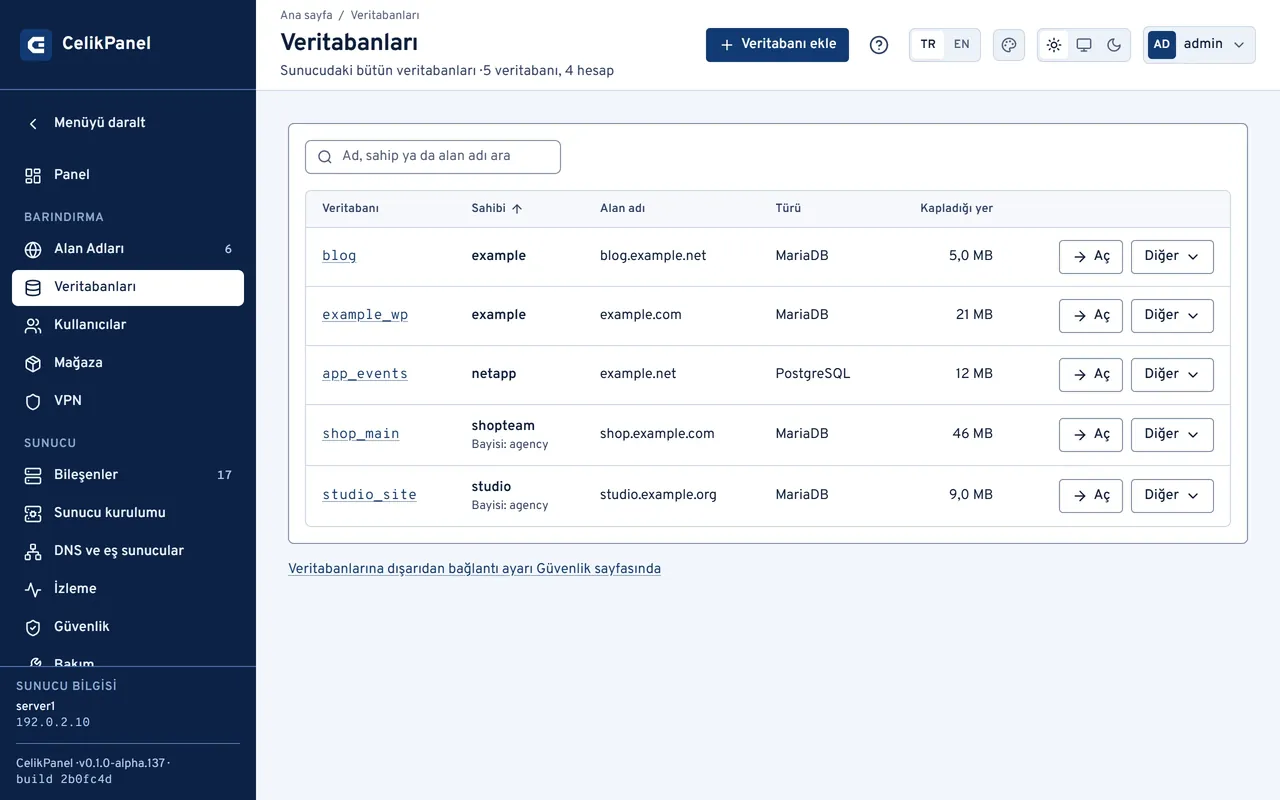 CelikPanel
Menüyü daralt
Panel
BARINDIRMA
Alan Adları 6
Veritabanları
Kullanıcılar
Mağaza
VPN
SUNUCU
Bileşenler 17
Sunucu kurulumu
DNS ve eş sunucular
İzleme
Güvenlik
Bakım
SUNUCU BİLGİSİ
server1
192.0.2.10
CelikPanel ·v0.1.0-alpha.137 ·
build 2b0fc4d
Ana sayfa / Veritabanları
Veritabanları
Sunucudaki bütün veritabanları ·5 veritabanı, 4 hesap
+ Veritabanı ekle
TR EN
AD admin
Ad, sahip ya da alan adı ara
Veritabanı Sahibi ↑ Alan adı Türü Kapladığı yer
blog example blog.example.net MariaDB 5,0 MB → Aç Diğer
example_wp example example.com MariaDB 21 MB → Aç Diğer
app_events netapp example.net PostgreSQL 12 MB → Aç Diğer
shop_main shopteam shop.example.com MariaDB 46 MB → Aç Diğer
Bayisi: agency
studio_site studio studio.example.org MariaDB 9,0 MB → Aç Diğer
Bayisi: agency
Veritabanlarına dışarıdan bağlantı ayarı Güvenlik sayfasında